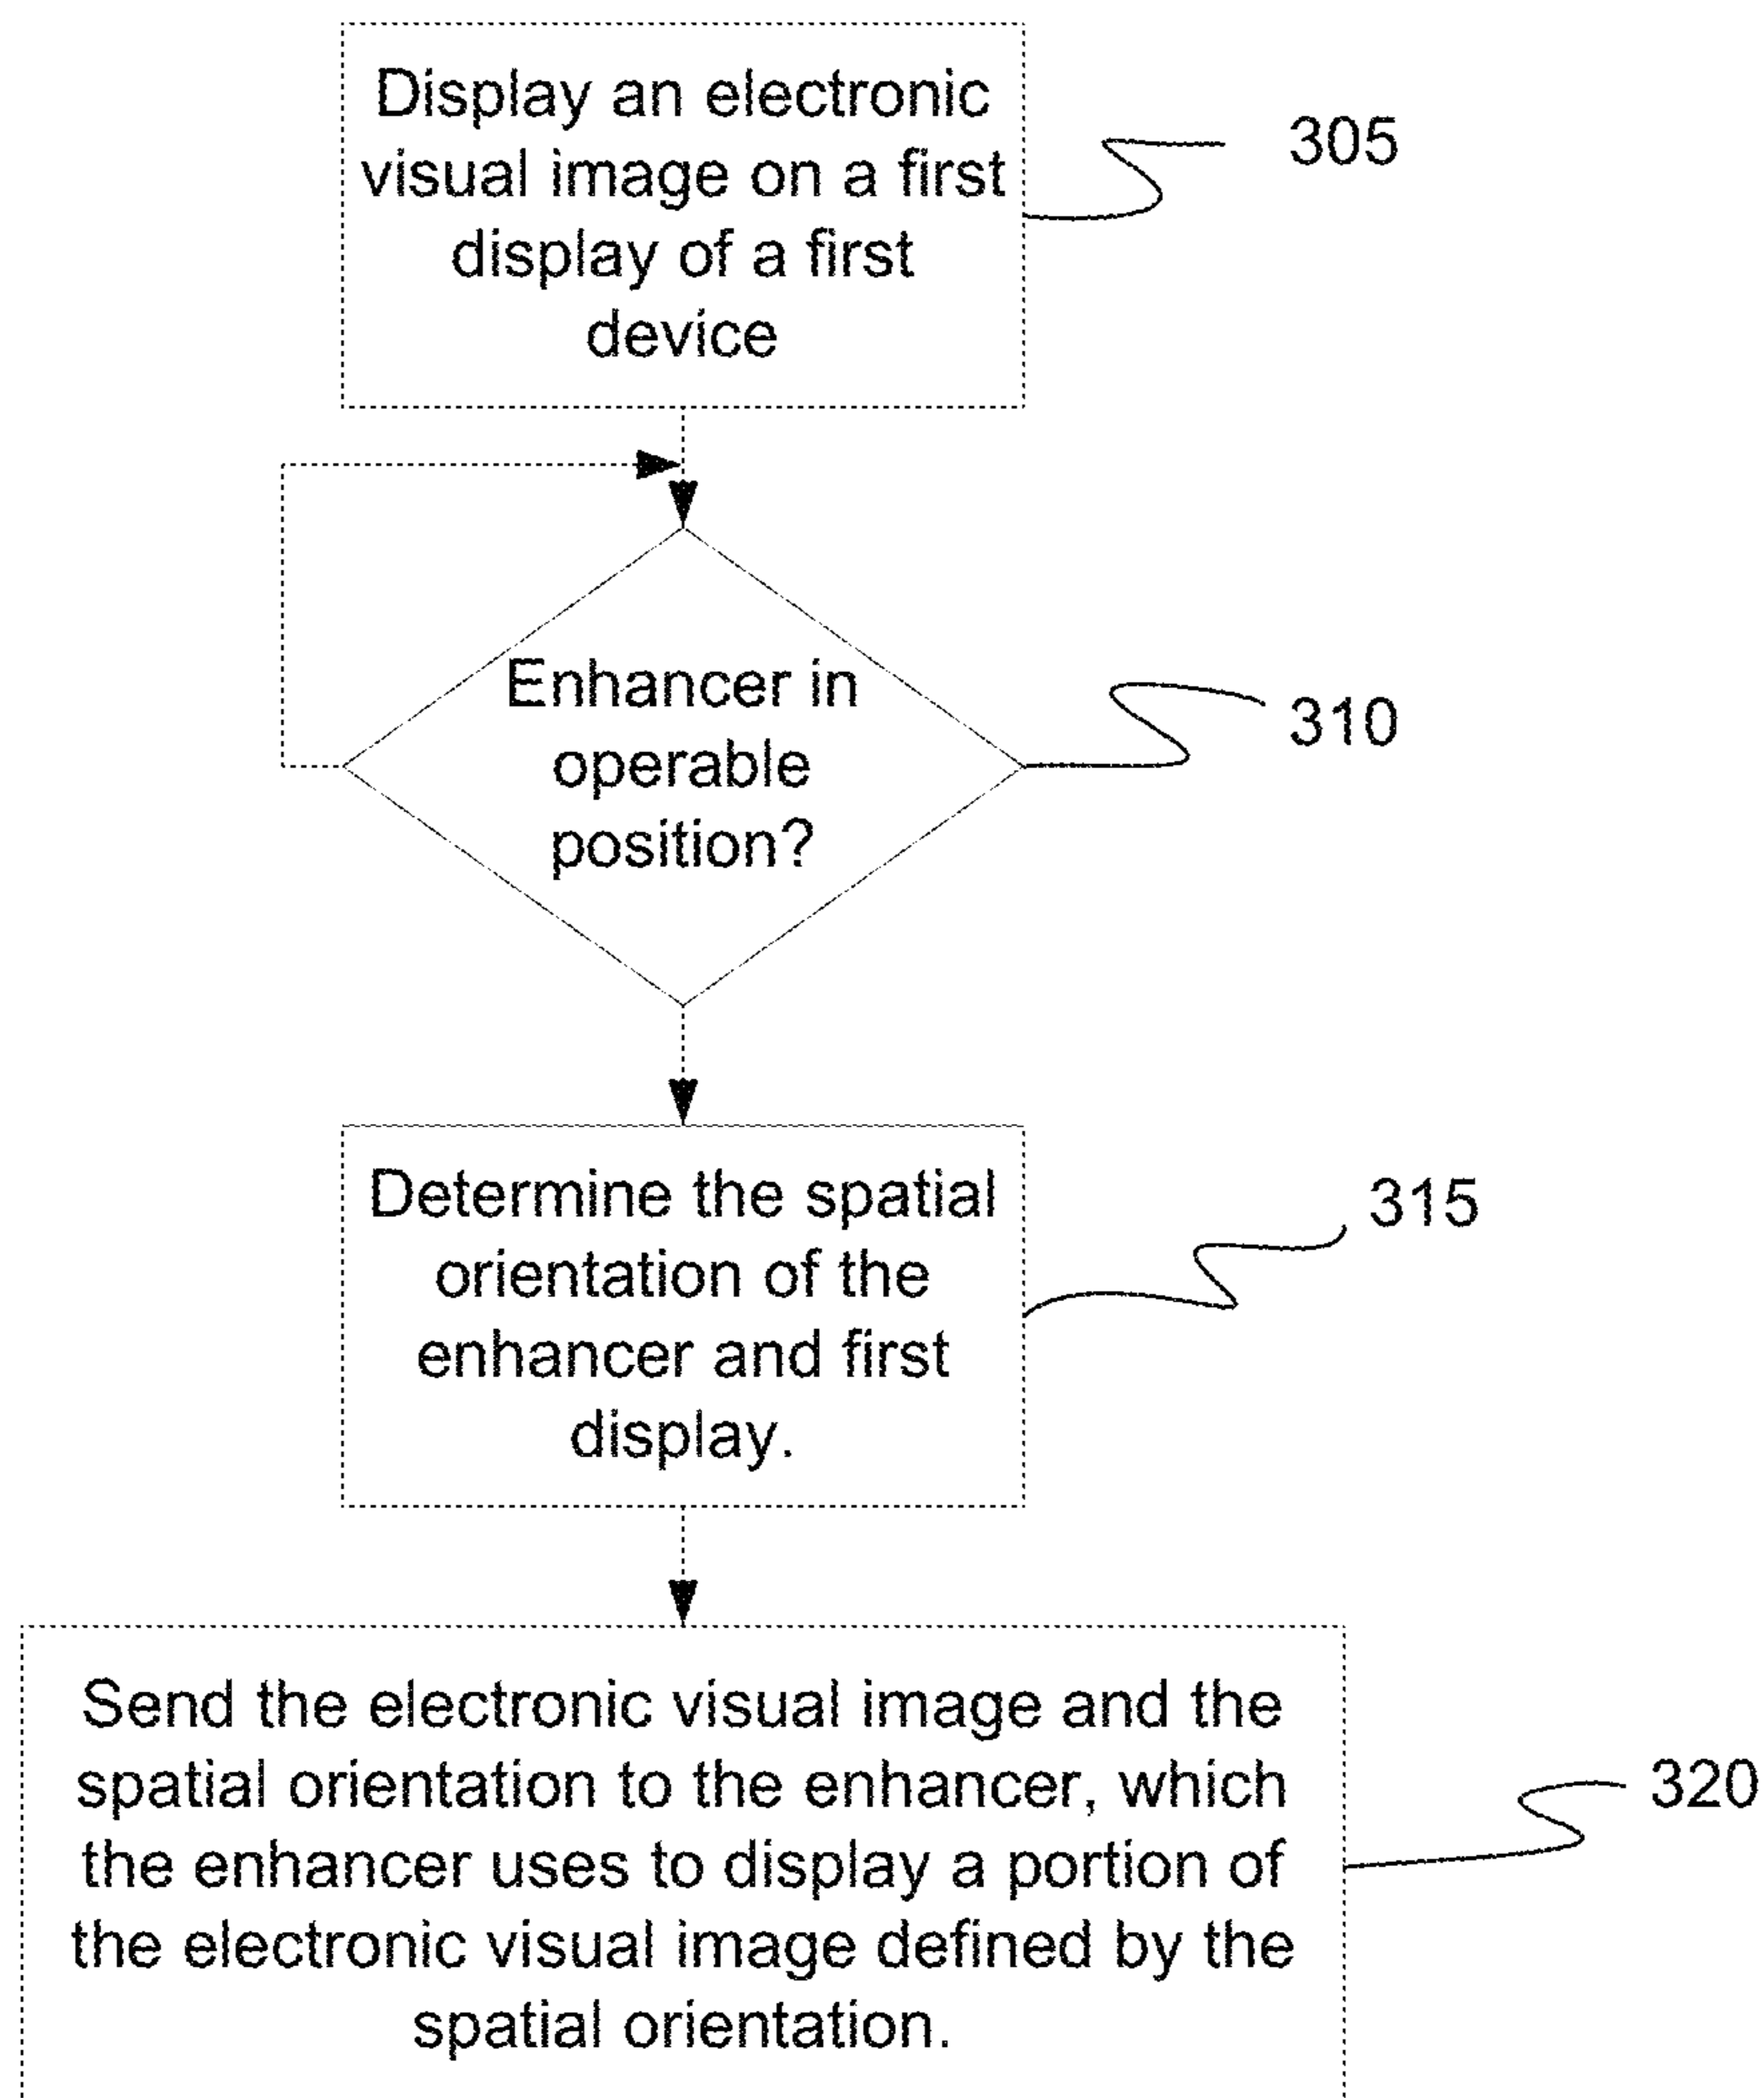 Display an electronic
visual image on a first
display of a first
device
305
Enhancer in
operable
position?
310
Determine the spatial
orientation of the
enhancer and first
display.
315
Send the electronic visual image and the
spatial orientation to the enhancer, which
the enhancer uses to display a portion of
the electronic visual image defined by the
spatial orientation.
320